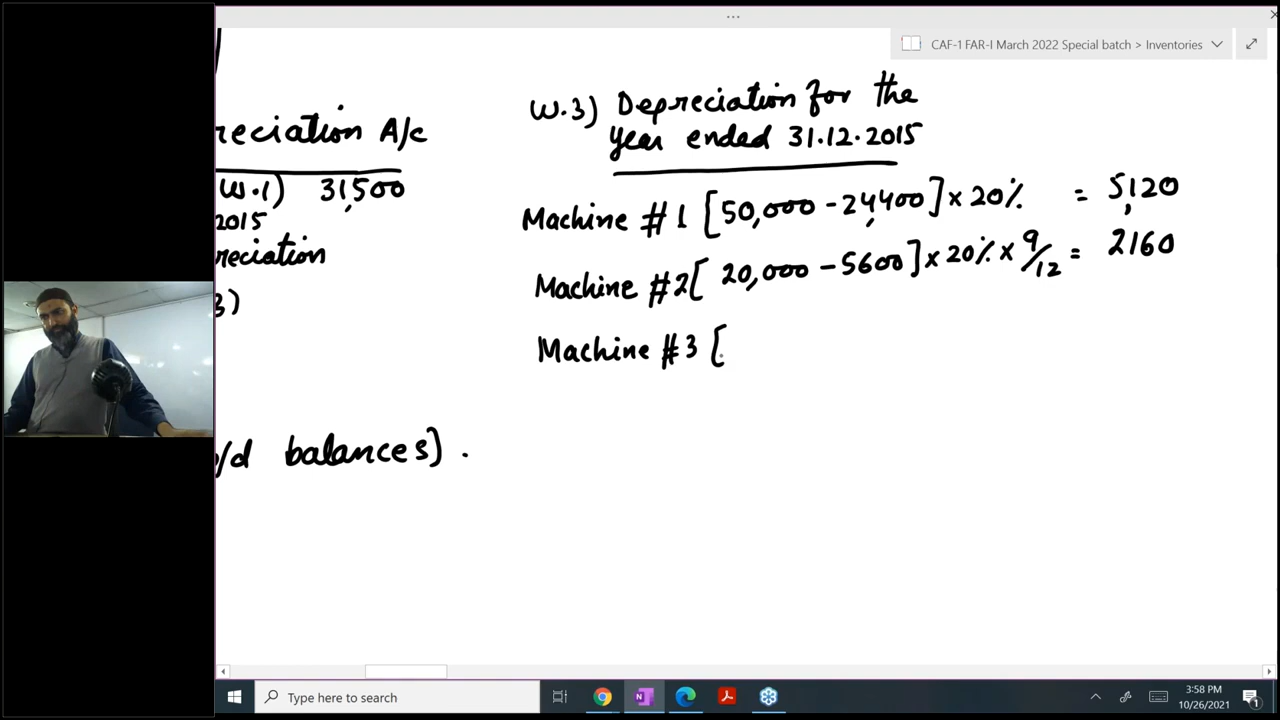 CAF-1 FAR-I March 2022 Special batch > Inventories
reciation A/c
W.1) 31,500
2015
reciation
3)
/d balances) .
W.3) Depreciation for the
year ended 31.12.2015
Machine #1 [50,000 - 24,400] × 20% = 5,120
Machine #2 [ 20,000 - 5600] × 20% × 9/12 = 2160
Machine #3 [
Type here to search
3:58 PM
10/26/2021
1